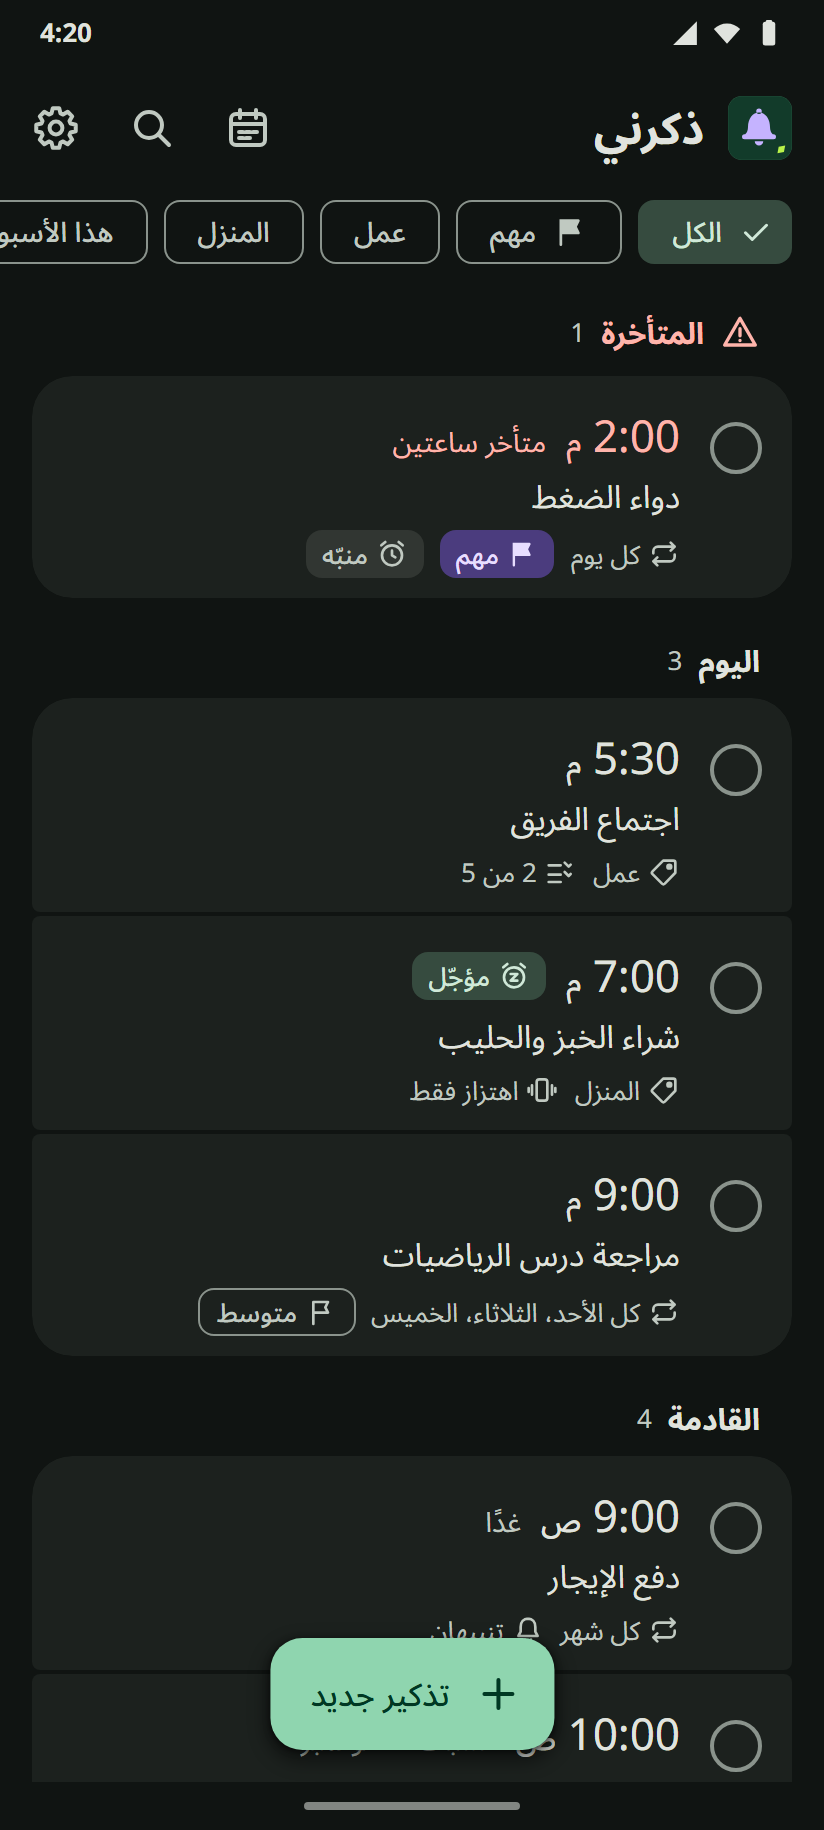 4:20
ذكرني
الكل
مهم
عمل
المنزل
هذا الأسبو
المتأخرة 1
2:00 م متأخر ساعتين
دواء الضغط
كل يوم مهم منبّه
اليوم 3
5:30 م
اجتماع الفريق
عمل 2 من 5
7:00 م مؤجّل
شراء الخبز والحليب
المنزل اهتزاز فقط
9:00 م
مراجعة درس الرياضيات
كل الأحد، الثلاثاء، الخميس متوسط
القادمة 4
9:00 ص غدًا
دفع الإيجار
كل شهر تنبيهان
تذكير جديد
10:00 ص